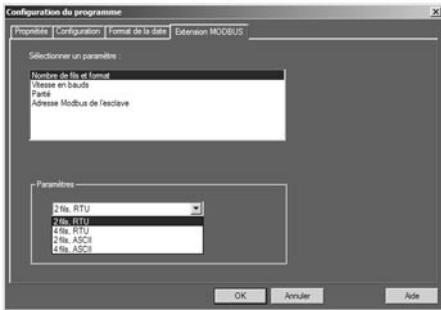 Configuration du programme
Propriétés Configuration Format de la date Extension MODBUS
Sélectionner un paramètre :
Nombre de fils et format
Vitesse en bauds
Parité
Adresse Modbus de l'esclave
Paramètres
2 fils, RTU
2 fils, RTU
4 fils, RTU
2 fils, ASCII
4 fils, ASCII
OK Annuler Aide